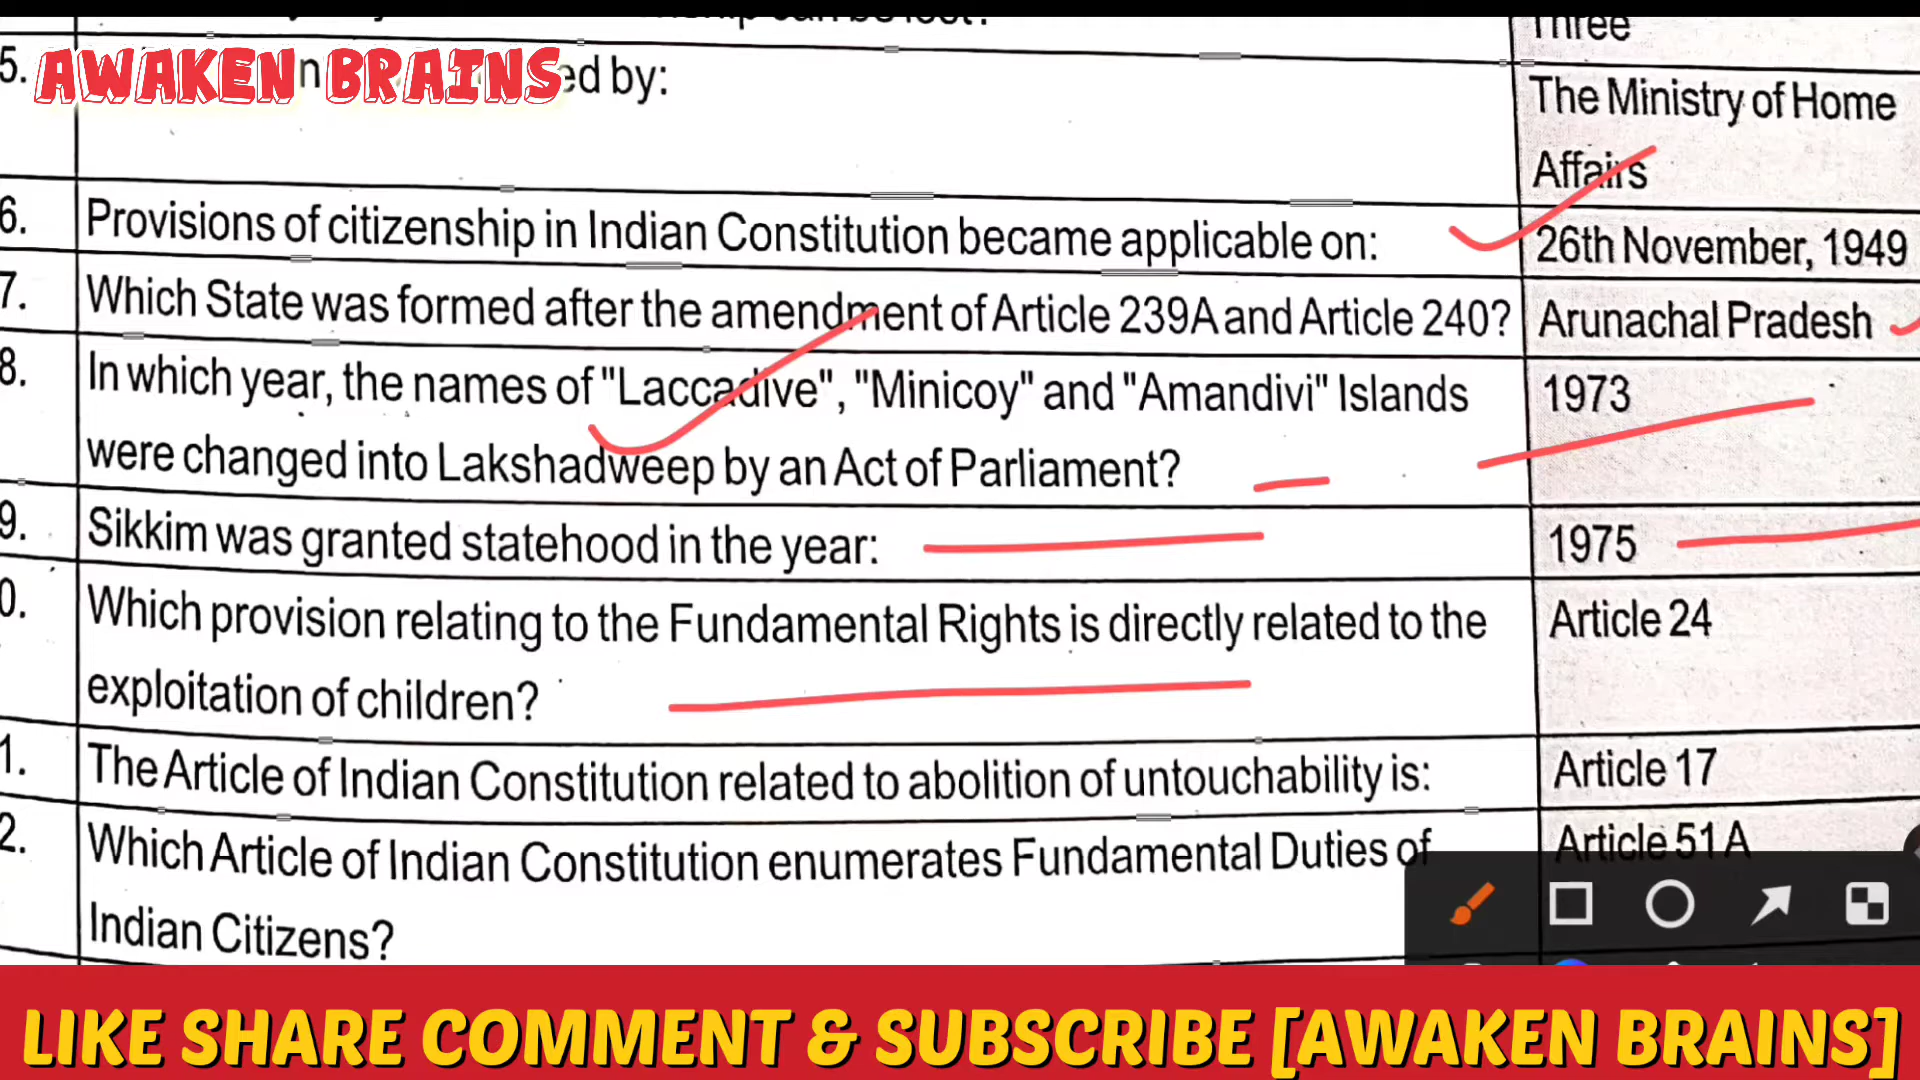 Three
5.
AWAKEN BRAINS
ed by:
The Ministry of Home
Affairs
6. Provisions of citizenship in Indian Constitution became applicable on: 26th November, 1949
7. Which State was formed after the amendment of Article 239A and Article 240? Arunachal Pradesh
8. In which year, the names of "Laccadive", "Minicoy" and "Amandivi" Islands 1973
were changed into Lakshadweep by an Act of Parliament?
9. Sikkim was granted statehood in the year: 1975
0. Which provision relating to the Fundamental Rights is directly related to the Article 24
exploitation of children?
1. The Article of Indian Constitution related to abolition of untouchability is: Article 17
2. Which Article of Indian Constitution enumerates Fundamental Duties of Article 51A
Indian Citizens?
LIKE SHARE COMMENT & SUBSCRIBE [AWAKEN BRAINS]